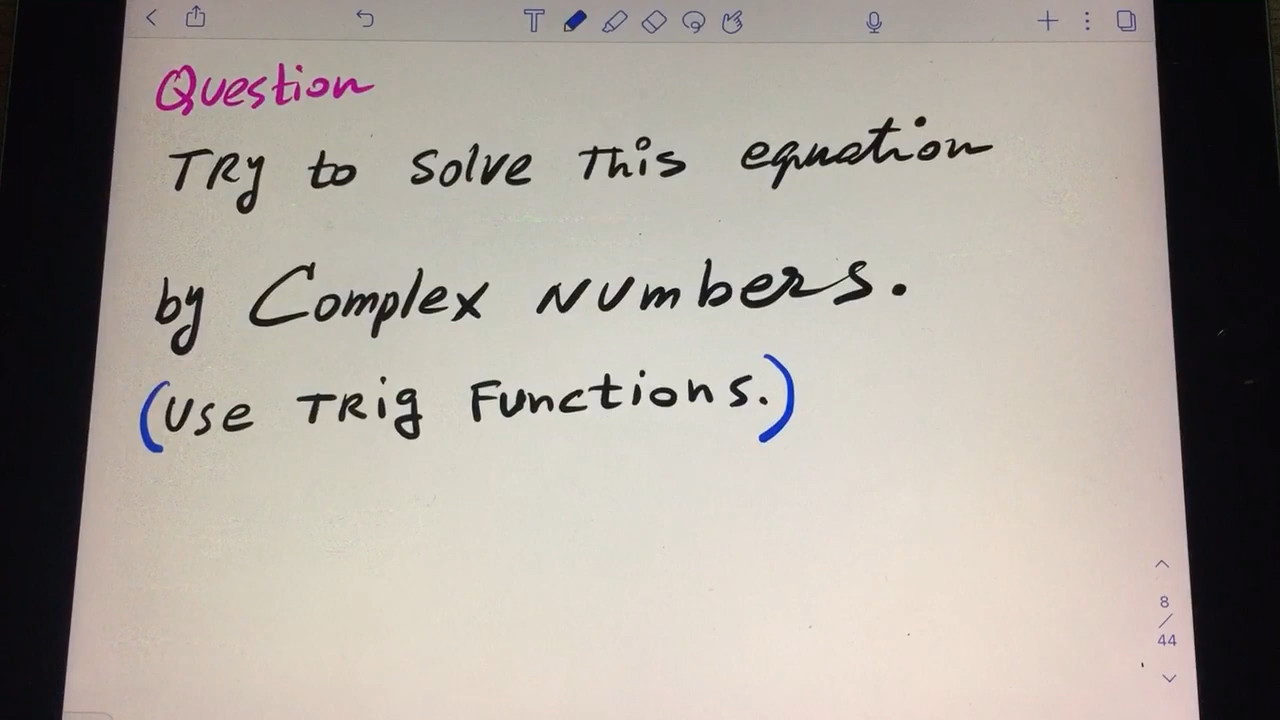 Question
TRy to solve This equation
by Complex Numbers.
(Use TRig Functions.)
8
/
44